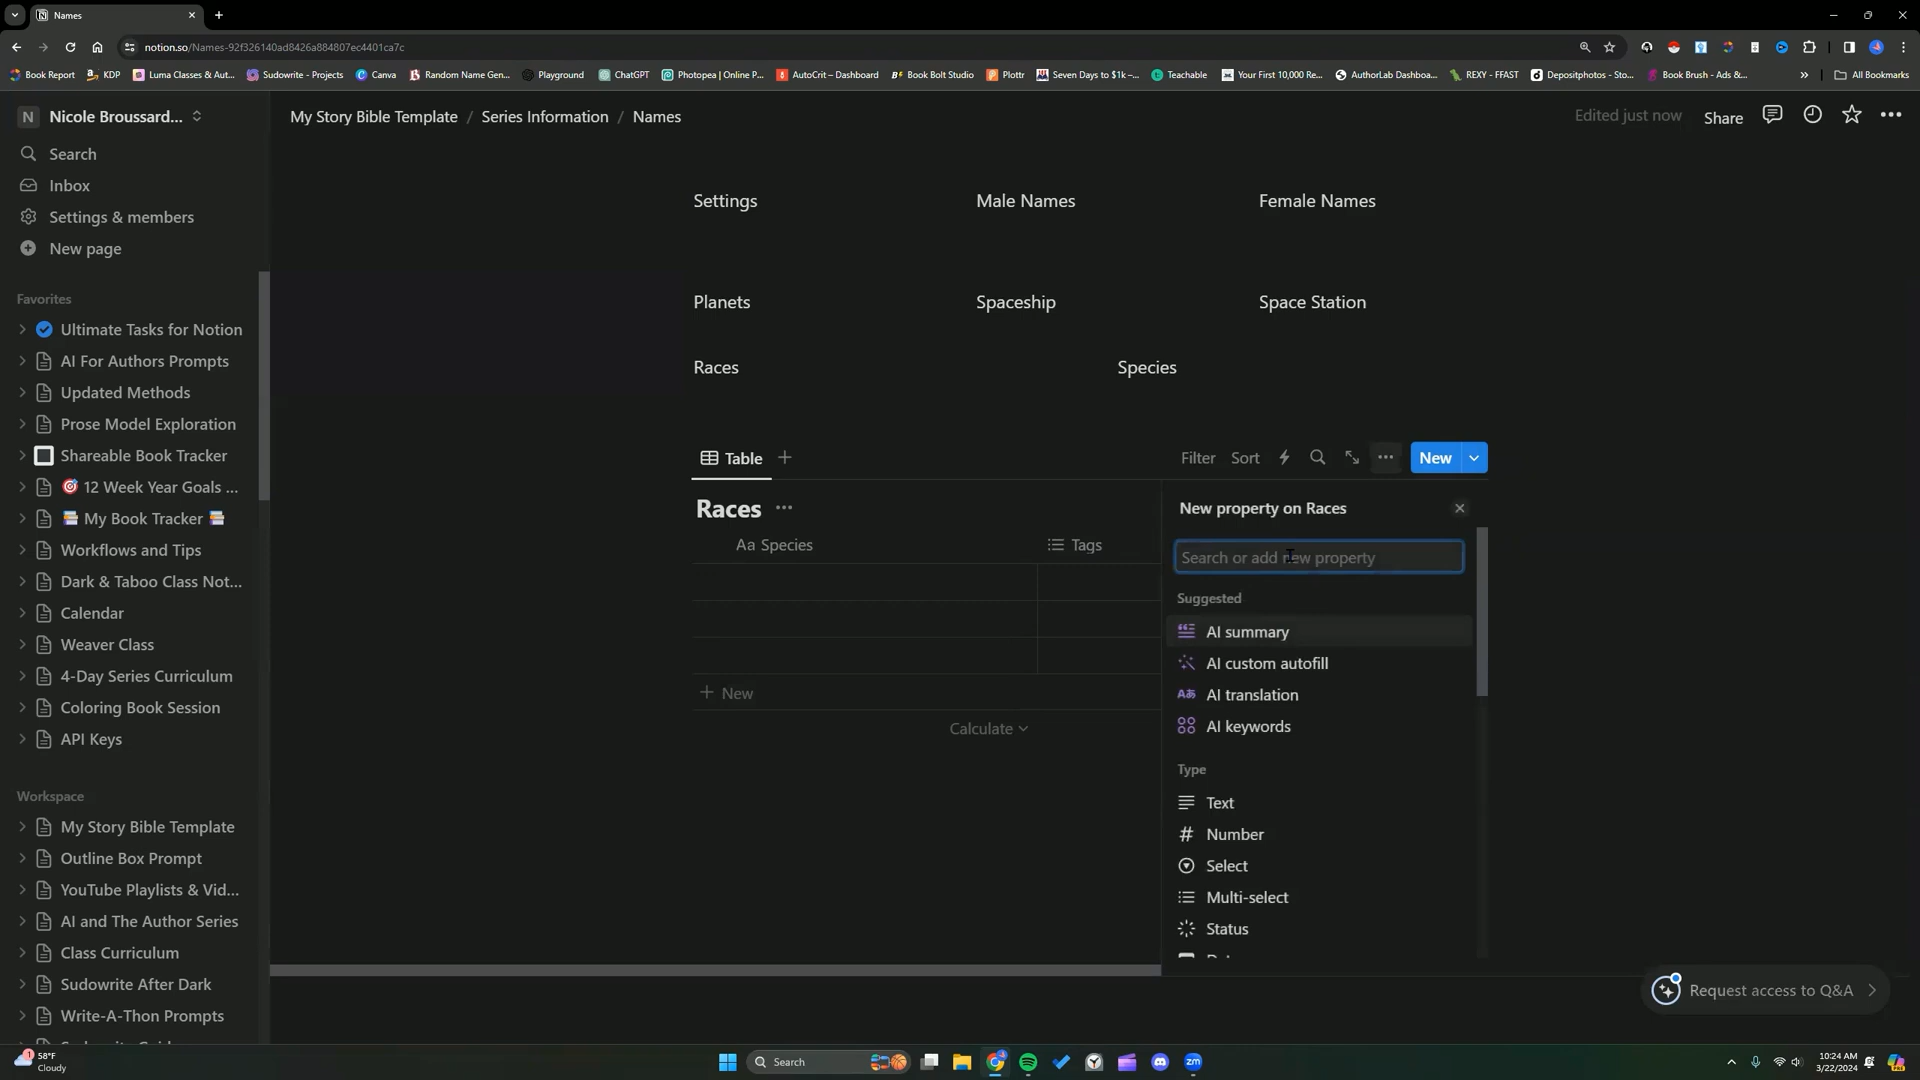 Names
notion.so/Names-92f326140ad8426a884807ec4401ca7c
Book Report
KDP
Luma Classes & Aut...
Sudowrite - Projects
Canva
Random Name Gen...
Playground
ChatGPT
Photopea | Online P...
AutoCrit – Dashboard
Book Bolt Studio
Plottr
Seven Days to $1k –...
Teachable
Your First 10,000 Re...
AuthorLab Dashboa...
REXY - FFAST
Depositphotos - Sto...
Book Brush - Ads &...
»
All Bookmarks
N
Nicole Broussard...
My Story Bible Template / Series Information / Names
Edited just now
Share
Search
Inbox
Settings & members
New page
Favorites
Ultimate Tasks for Notion
AI For Authors Prompts
Updated Methods
Prose Model Exploration
Shareable Book Tracker
12 Week Year Goals ...
My Book Tracker
Workflows and Tips
Dark & Taboo Class Not...
Calendar
Weaver Class
4-Day Series Curriculum
Coloring Book Session
API Keys
Workspace
My Story Bible Template
Outline Box Prompt
YouTube Playlists & Vid...
AI and The Author Series
Class Curriculum
Sudowrite After Dark
Write-A-Thon Prompts
Settings
Male Names
Female Names
Planets
Spaceship
Space Station
Races
Species
Table
Filter
Sort
New
Races
Aa Species
Tags
+ New
Calculate
New property on Races
Search or add new property
Suggested
AI summary
AI custom autofill
AI translation
AI keywords
Type
Text
Number
Select
Multi-select
Status
Request access to Q&A
1
58°F
Cloudy
Search
zm
10:24 AM
3/22/2024